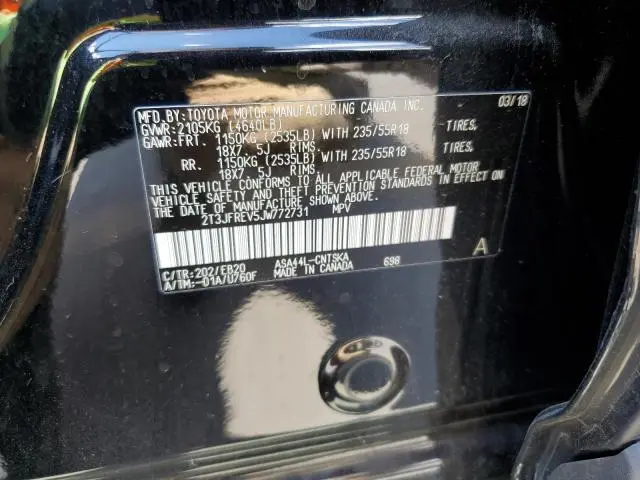 MFD. BY: TOYOTA MOTOR MANUFACTURING CANADA INC. 03/18
GVWR: 2105KG (4640LB)
GAWR: FRT. 1150KG (2535LB) WITH 235/55R18 TIRES,
18X7.5J RIMS.
RR. 1150KG (2535LB) WITH 235/55R18 TIRES,
18X7.5J RIMS.
THIS VEHICLE CONFORMS TO ALL APPLICABLE FEDERAL MOTOR
VEHICLE SAFETY AND THEFT PREVENTION STANDARDS IN EFFECT ON
THE DATE OF MANUFACTURE SHOWN ABOVE.
2T3JFREV5JW772731 MPV
C/TR: 202/EB20 ASA44L-CNTSKA 698 A
A/TM: -01A/U760F MADE IN CANADA